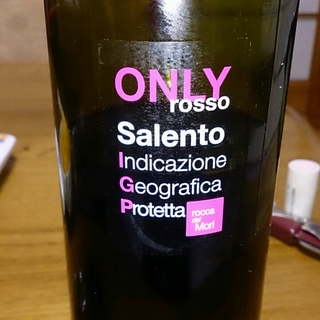 ONLY
rosso
Salento
Indicazione
Geografica
Protetta
rocca
dei
Mori